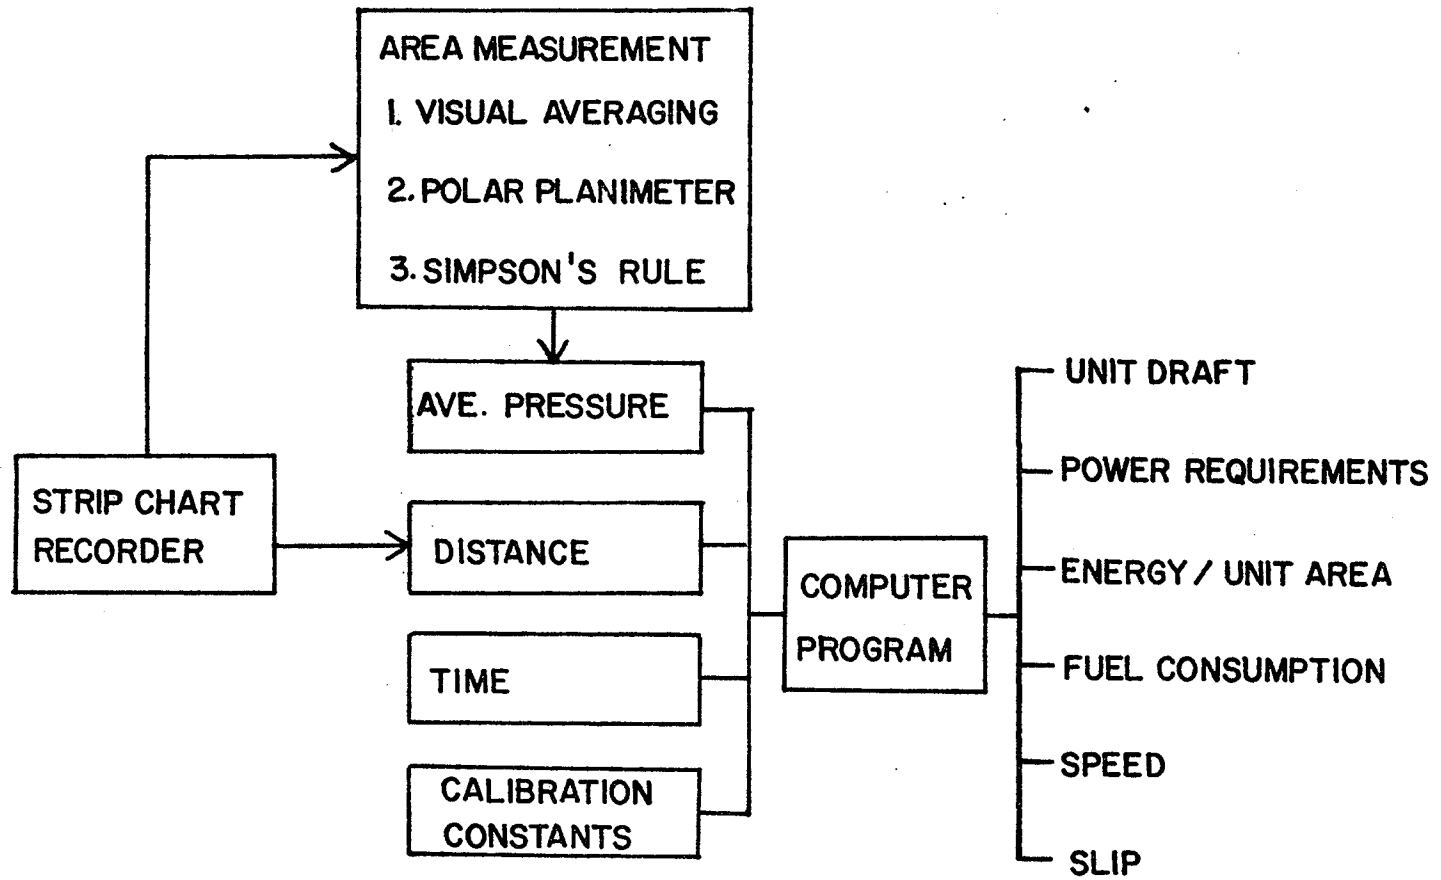 AREA MEASUREMENT
1. VISUAL AVERAGING
2. POLAR PLANIMETER
3. SIMPSON'S RULE
AVE. PRESSURE
STRIP CHART
RECORDER
DISTANCE
TIME
CALIBRATION
CONSTANTS
COMPUTER
PROGRAM
UNIT DRAFT
POWER REQUIREMENTS
ENERGY / UNIT AREA
FUEL CONSUMPTION
SPEED
SLIP